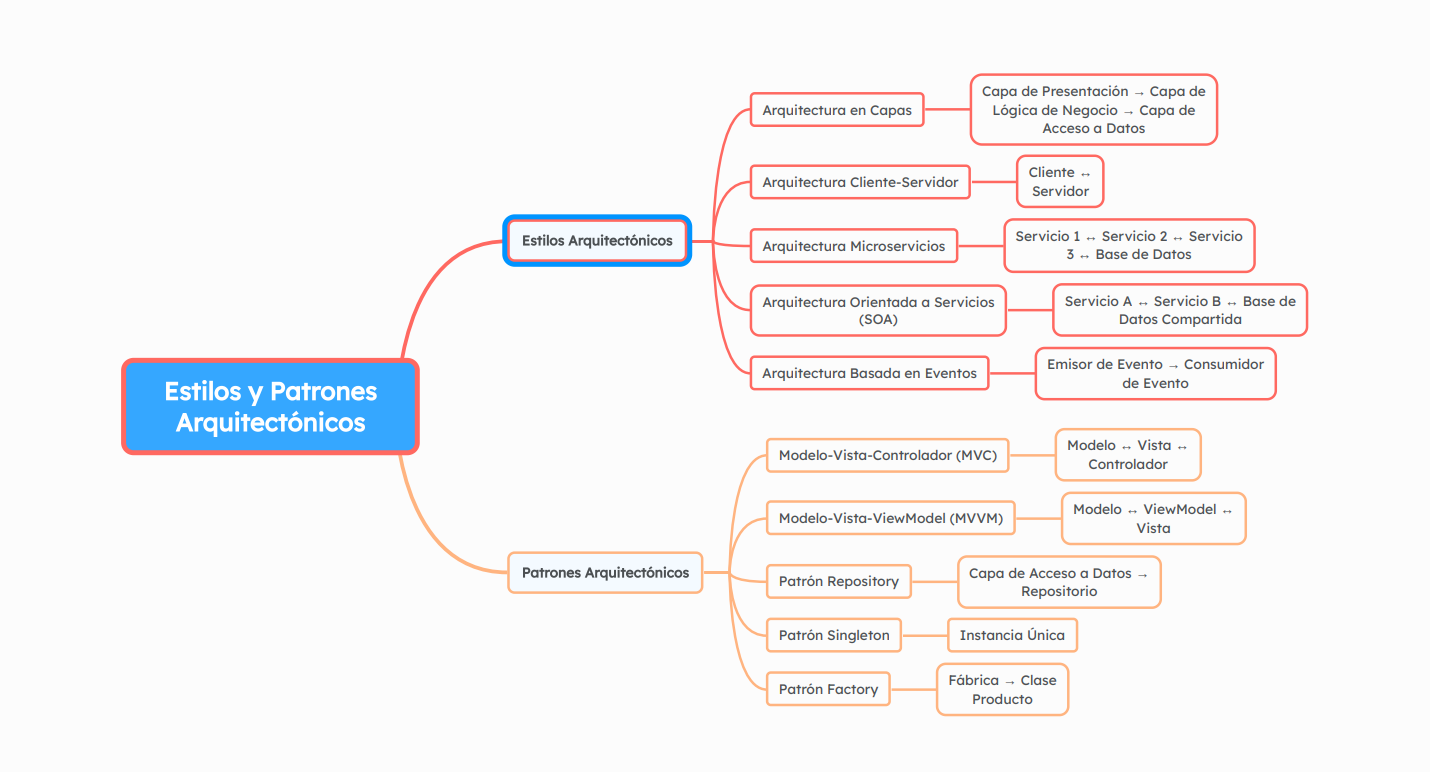 Estilos y Patrones
Arquitectónicos
Estilos Arquitectónicos
Arquitectura en Capas
Capa de Presentación → Capa de
Lógica de Negocio → Capa de
Acceso a Datos
Arquitectura Cliente-Servidor
Cliente ↔
Servidor
Arquitectura Microservicios
Servicio 1 ↔ Servicio 2 ↔ Servicio
3 ↔ Base de Datos
Arquitectura Orientada a Servicios
(SOA)
Servicio A ↔ Servicio B ↔ Base de
Datos Compartida
Arquitectura Basada en Eventos
Emisor de Evento → Consumidor
de Evento
Patrones Arquitectónicos
Modelo-Vista-Controlador (MVC)
Modelo ↔ Vista ↔
Controlador
Modelo-Vista-ViewModel (MVVM)
Modelo ↔ ViewModel ↔
Vista
Patrón Repository
Capa de Acceso a Datos →
Repositorio
Patrón Singleton
Instancia Única
Patrón Factory
Fábrica → Clase
Producto